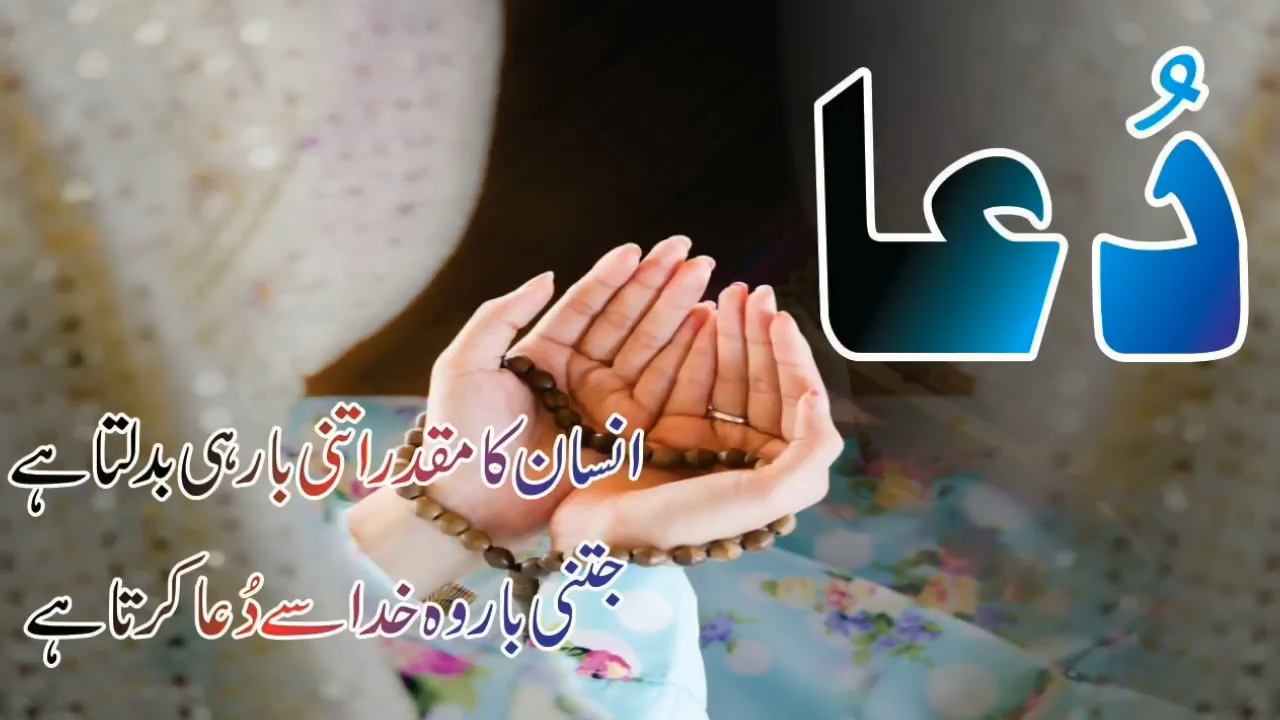 دُعا
انسان کا مقدر اتنی بار ہی بدلتا ہے
جتنی بار وہ خدا سے دُعا کرتا ہے